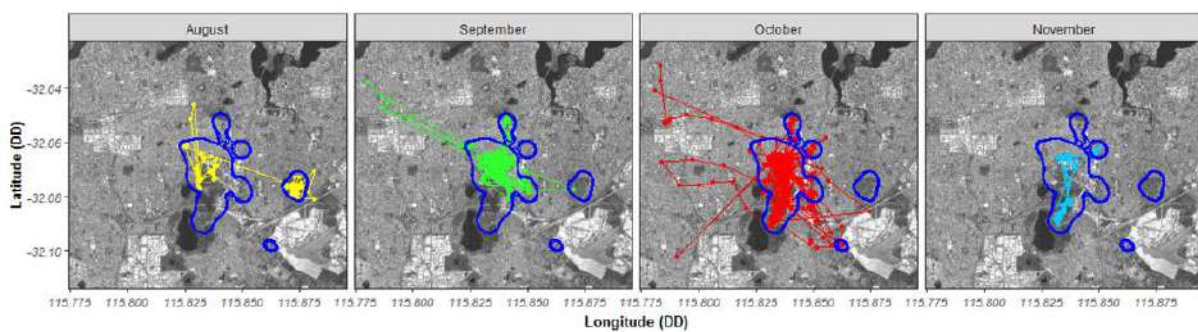 August September October November
Latitude (DD)
-32.04
-32.06
-32.08
-32.10
115.775 115.800 115.825 115.850 115.875 115.775 115.800 115.825 115.850 115.875 115.775 115.800 115.825 115.850 115.875 115.775 115.800 115.825 115.850 115.875
Longitude (DD)